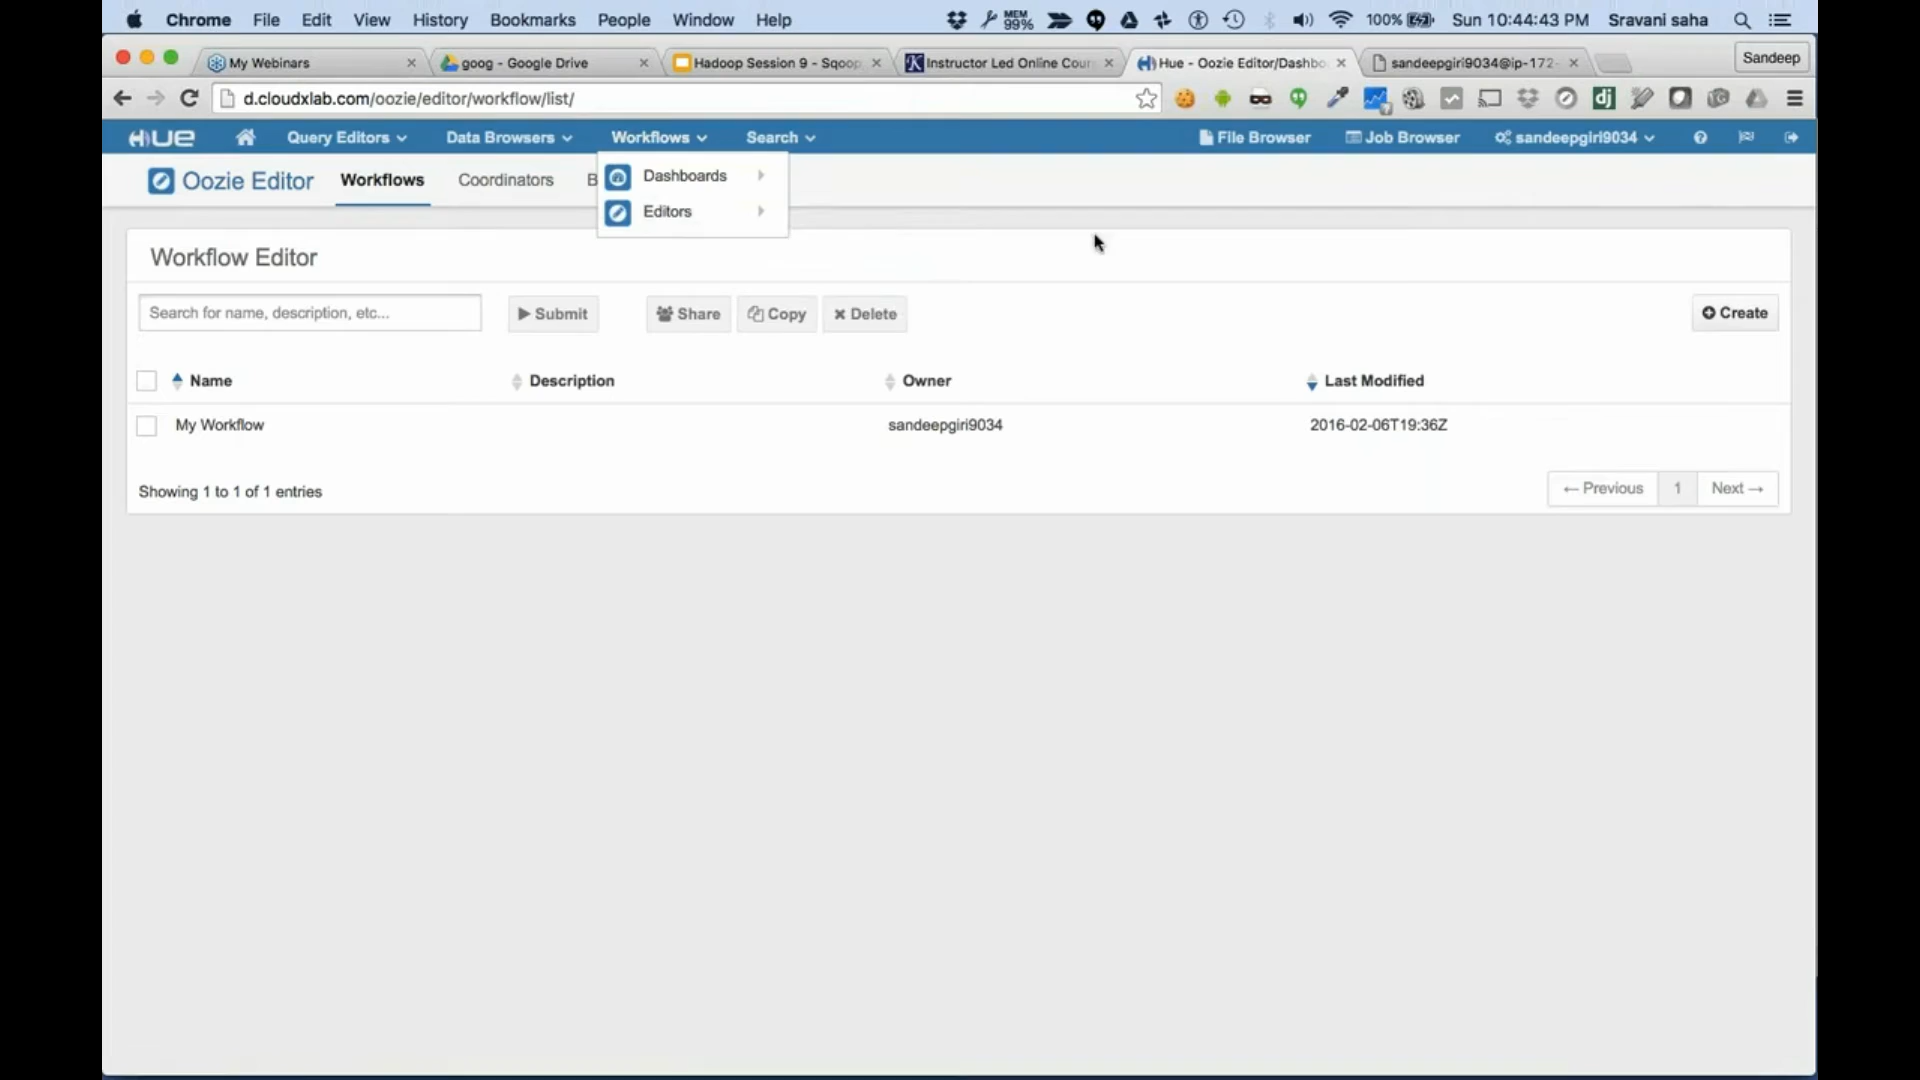 Chrome File Edit View History Bookmarks People Window Help MEM 99% 100% Sun 10:44:43 PM Sravani saha
My Webinars goog - Google Drive Hadoop Session 9 - Sqoop Instructor Led Online Cour Hue - Oozie Editor/Dashbo sandeepgiri9034@ip-172- Sandeep
d.cloudxlab.com/oozie/editor/workflow/list/ dj
HUE Query Editors Data Browsers Workflows Search File Browser Job Browser sandeepgiri9034
Oozie Editor Workflows Coordinators B
Dashboards
Editors
Workflow Editor
Search for name, description, etc... Submit Share Copy Delete Create
Name Description Owner Last Modified
My Workflow sandeepgiri9034 2016-02-06T19:36Z
Showing 1 to 1 of 1 entries ← Previous 1 Next →